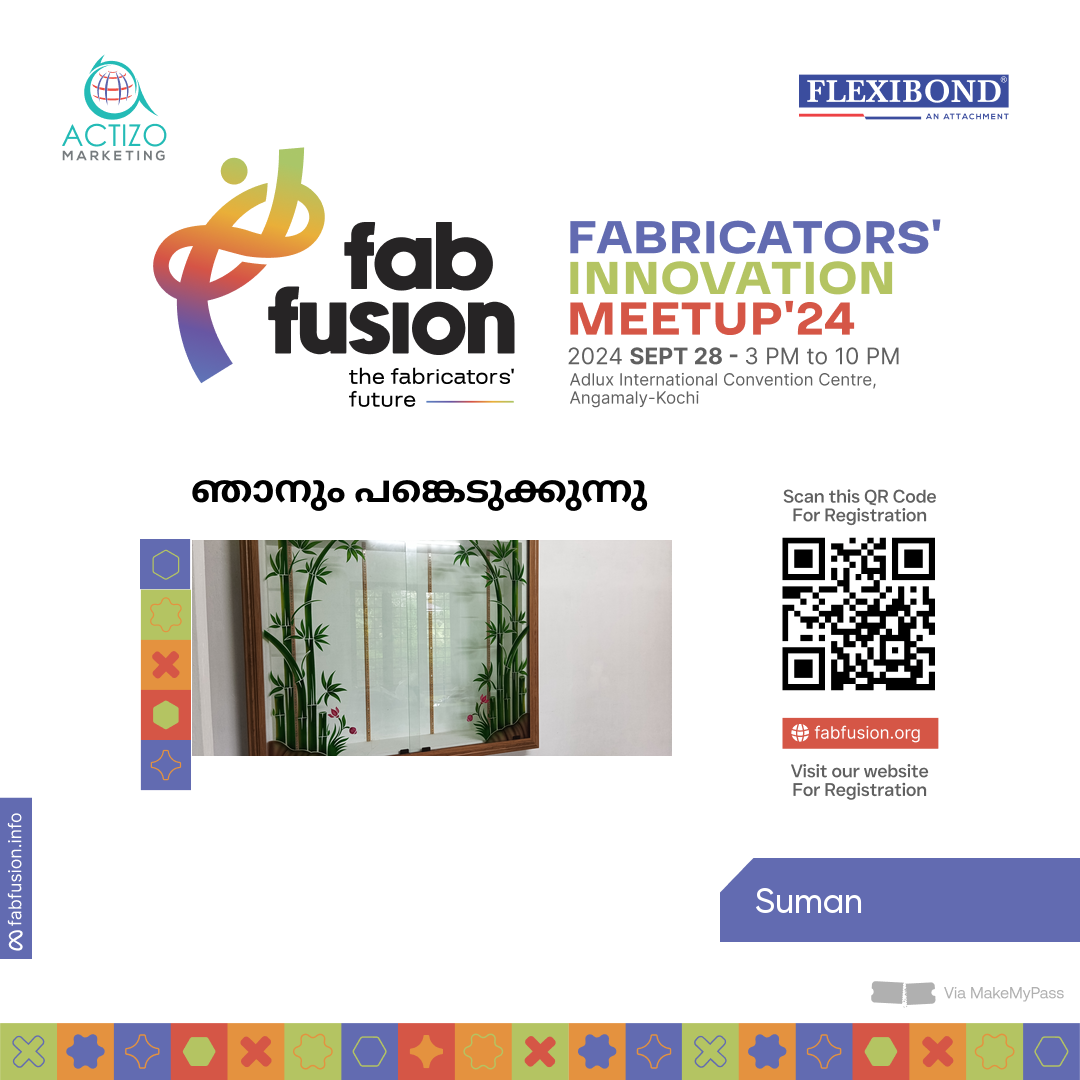 ACTIZO
MARKETING
FLEXIBOND®
AN ATTACHMENT
fab
fusion
the fabricators'
future
FABRICATORS'
INNOVATION
MEETUP'24
2024 SEPT 28 - 3 PM to 10 PM
Adlux International Convention Centre,
Angamaly-Kochi
ഞാനും പങ്കെടുക്കുന്നു
Scan this QR Code
For Registration
fabfusion.org
Visit our website
For Registration
fabfusion.info
Suman
Via MakeMyPass